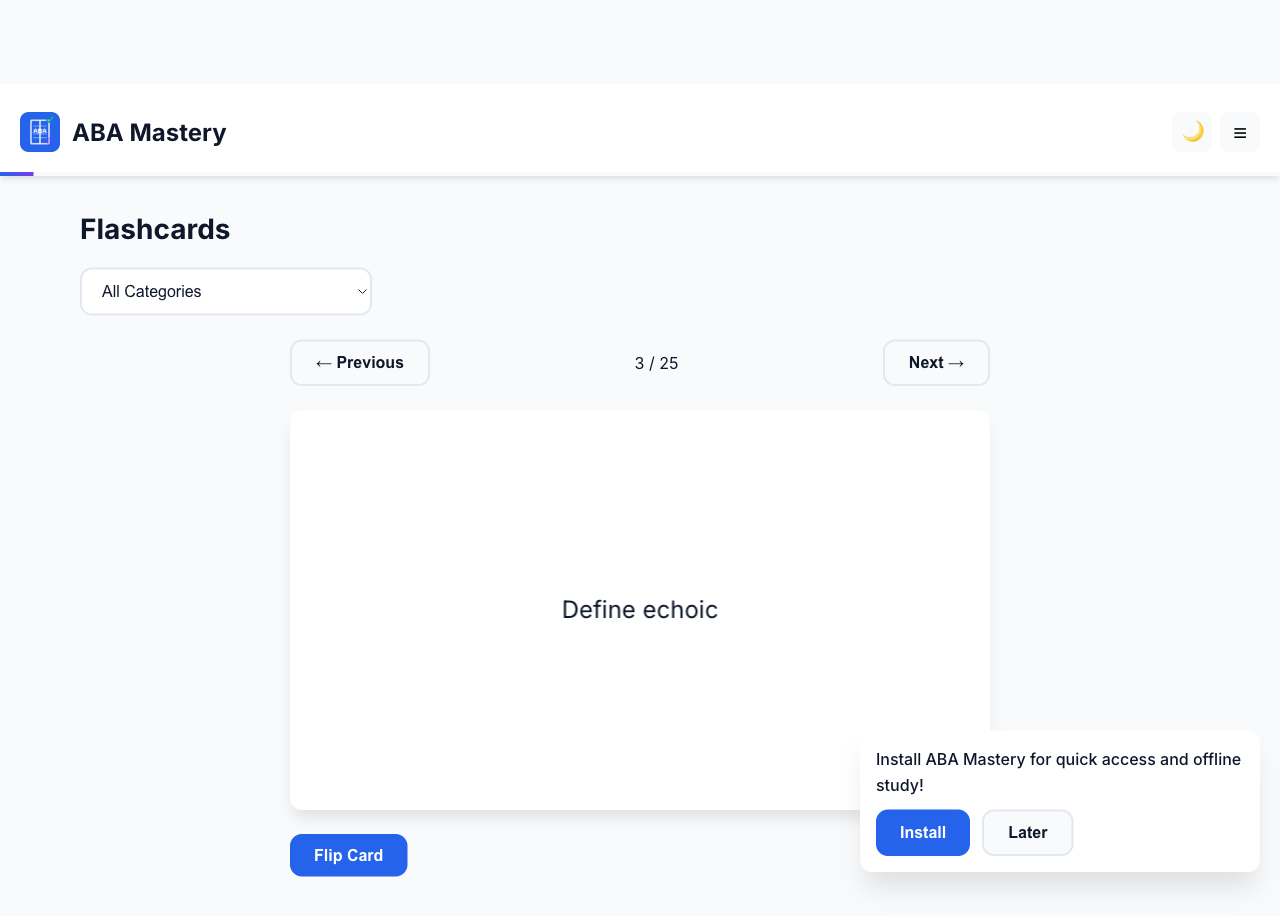 ABA
ABA Mastery
Flashcards
All Categories
← Previous
3 / 25
Next →
Define echoic
Install ABA Mastery for quick access and offline
study!
Install
Later
Flip Card